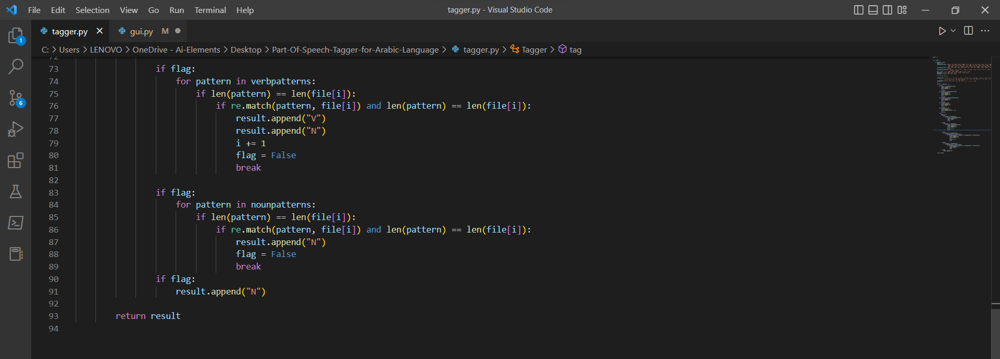 File Edit Selection View Go Run Terminal Help tagger.py - Visual Studio Code
tagger.py gui.py M
C: > Users > LENOVO > OneDrive - Ai-Elements > Desktop > Part-Of-Speech-Tagger-for-Arabic-Language > tagger.py > Tagger > tag
1
6
72
73 if flag:
74 for pattern in verbpatterns:
75 if len(pattern) == len(file[i]):
76 if re.match(pattern, file[i]) and len(pattern) == len(file[i]):
77 result.append("V")
78 result.append("N")
79 i += 1
80 flag = False
81 break
82
83 if flag:
84 for pattern in nounpatterns:
85 if len(pattern) == len(file[i]):
86 if re.match(pattern, file[i]) and len(pattern) == len(file[i]):
87 result.append("N")
88 flag = False
89 break
90 if flag:
91 result.append("N")
92
93 return result
94